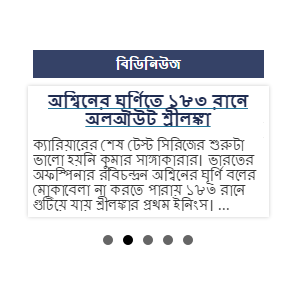 বিডিনিউজ
অশ্বিনের ঘূর্ণিতে ১৮৩ রানে
অলআউট শ্রীলঙ্কা
ক্যারিয়ারের শেষ টেস্ট সিরিজের শুরুটা
ভালো হয়নি কুমার সাঙ্গাকারার। ভারতের
অফস্পিনার রবিচন্দ্রন অশ্বিনের ঘূর্ণি বলের
মোকাবেলা না করতে পারায় ১৮৩ রানে
গুটিয়ে যায় শ্রীলঙ্কার প্রথম ইনিংস। ...